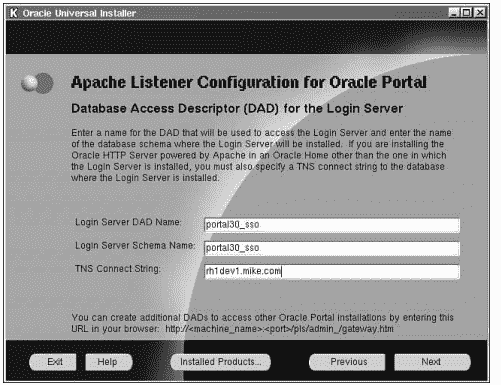 K Oracle Universal Installer
Apache Listener Configuration for Oracle Portal
Database Access Descriptor (DAD) for the Login Server
Enter a name for the DAD that will be used to access the Login Server and enter the name
of the database schema where the Login Server will be installed. If you are installing the
Oracle HTTP Server powered by Apache in an Oracle Home other than the one in which
the Login Server is installed, you must also specify a TNS connect string to the database
where the Login Server is installed.
Login Server DAD Name: portal30_sso
Login Server Schema Name: portal30_sso
TNS Connect String: rh1dev1.mike.com
You can create additional DADs to access other Oracle Portal installations by entering this
URL in your browser: http://<machine_name>:<port>/pls/admin_/gateway.htm
Exit Help Installed Products... Previous Next